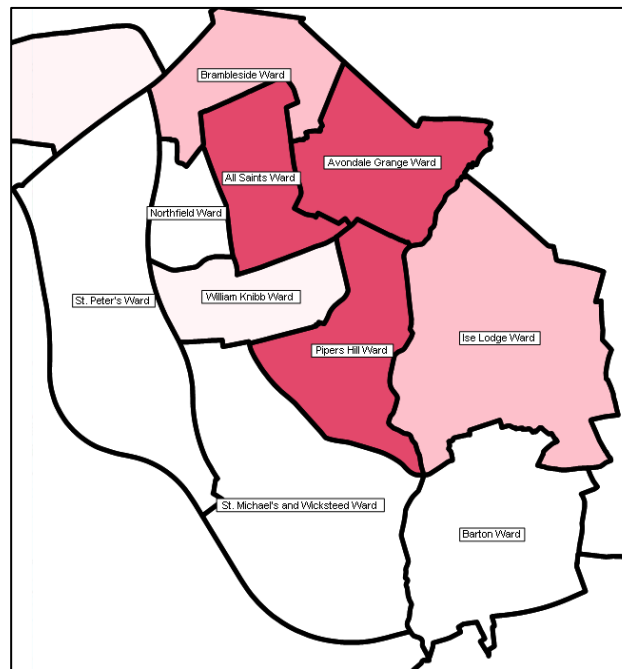 Brambleside Ward
Avondale Grange Ward
All Saints Ward
Northfield Ward
St. Peter's Ward
William Knibb Ward
Ise Lodge Ward
Pipers Hill Ward
St. Michael's and Wicksteed Ward
Barton Ward